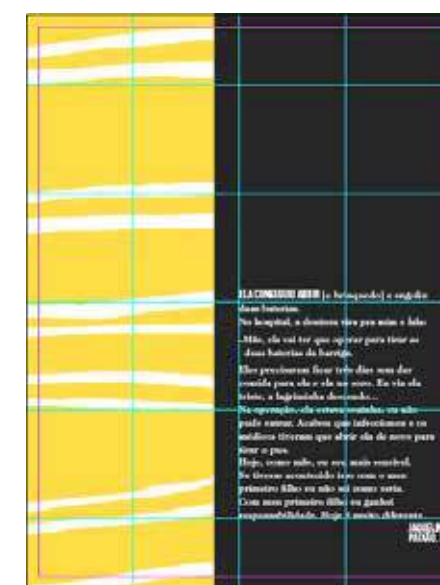 ELA CONSEGUIU ABRIR [o brinquedo] e engoliu
duas baterias.
No hospital, a doutora vira pra mim e fala:
–Mãe, ela vai ter que operar para tirar as
duas baterias da barriga.
Eles precisaram ficar três dias sem dar
comida para ela e ela no soro. Eu via ela
triste, a lagriminha descendo...
Na operação, ela estava sozinha, eu não
pude entrar. Acabou que infeccionou e os
médicos tiveram que abrir ela de novo para
tirar o pus.
Hoje, como mãe, eu sou mais sensível.
Se tivesse acontecido isso com o meu
primeiro filho eu não sei como seria.
Com meu primeiro filho eu ganhei
responsabilidade. Hoje é muito diferente
PAIXÃO,